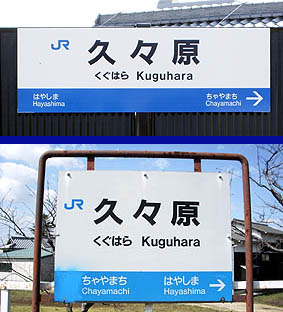 JR 久々原
くぐはら Kuguhara
はやしま ちゃやまち
Hayashima Chayamachi →
JR 久々原
くぐはら Kuguhara
ちゃやまち はやしま
Chayamachi Hayashima →